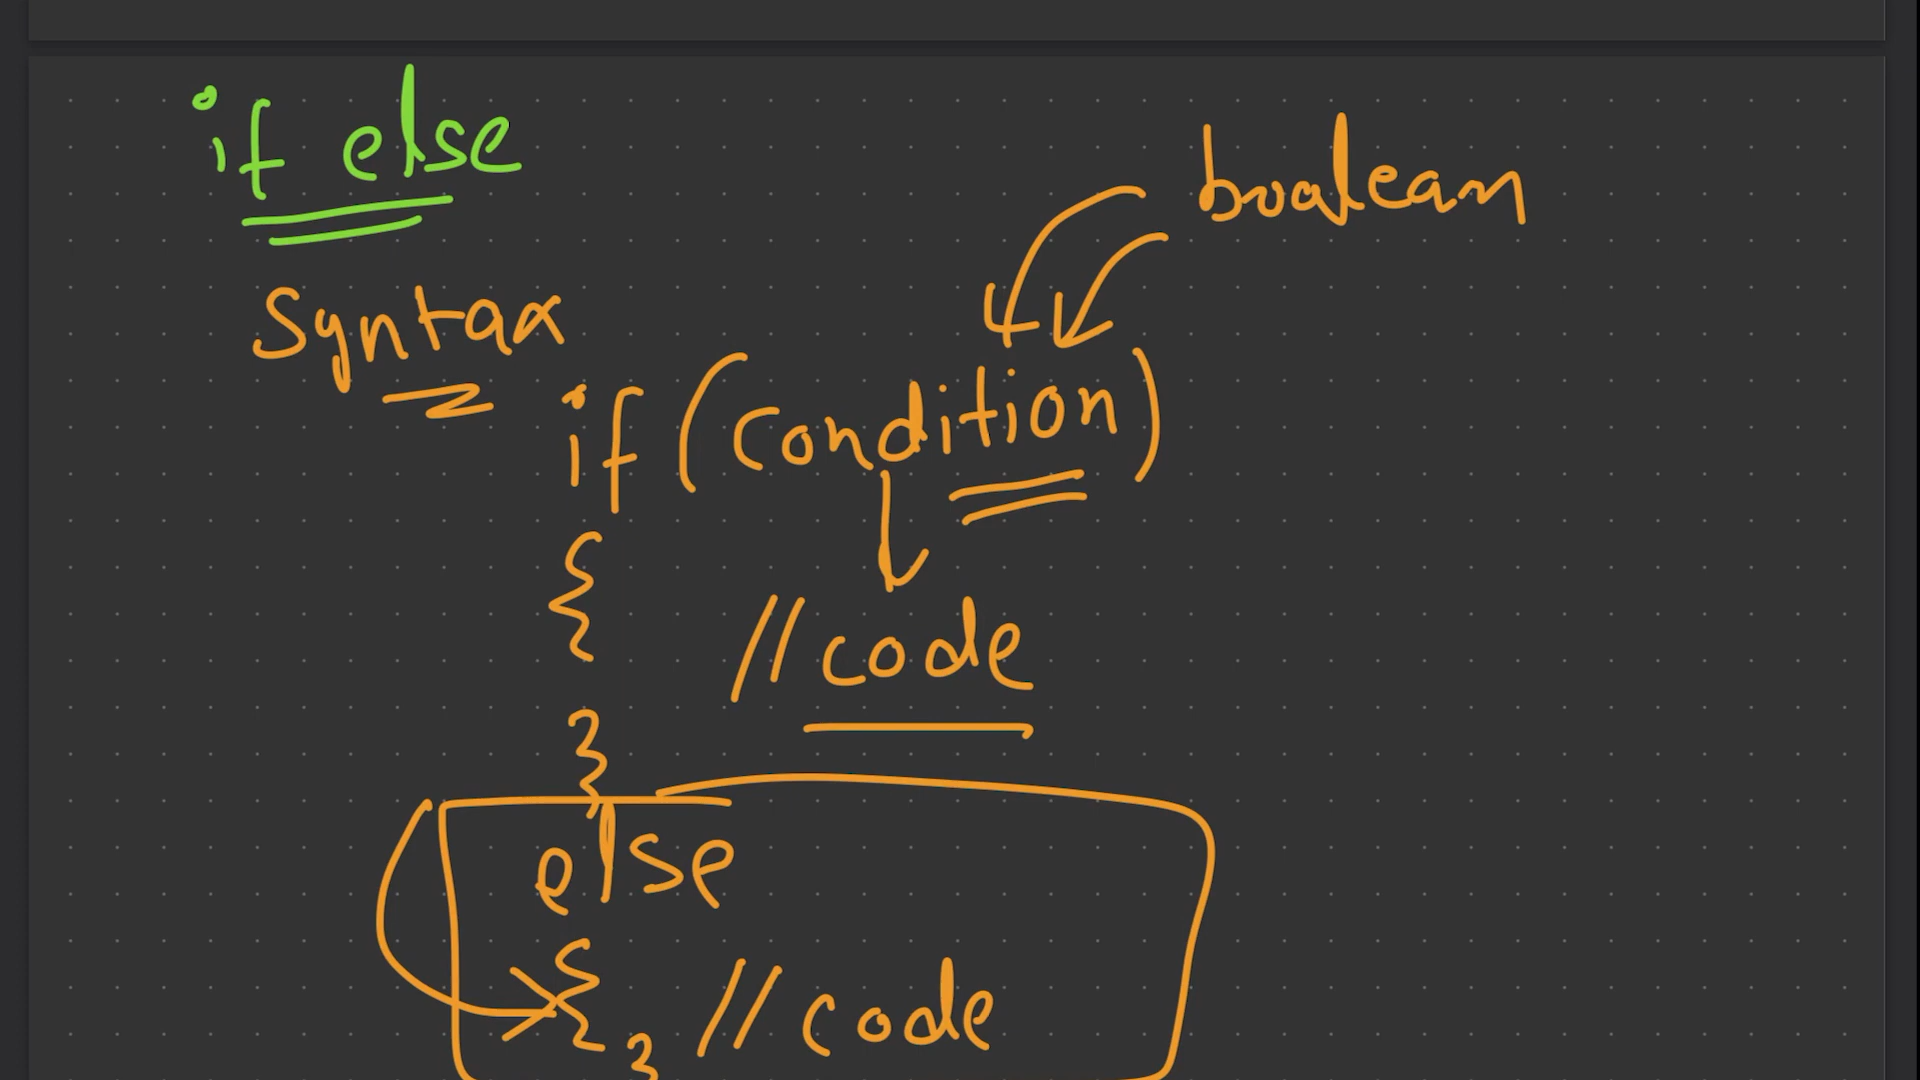 if else
boolean
Syntax
if (condition)
{
//code
}
else
{ //code
}